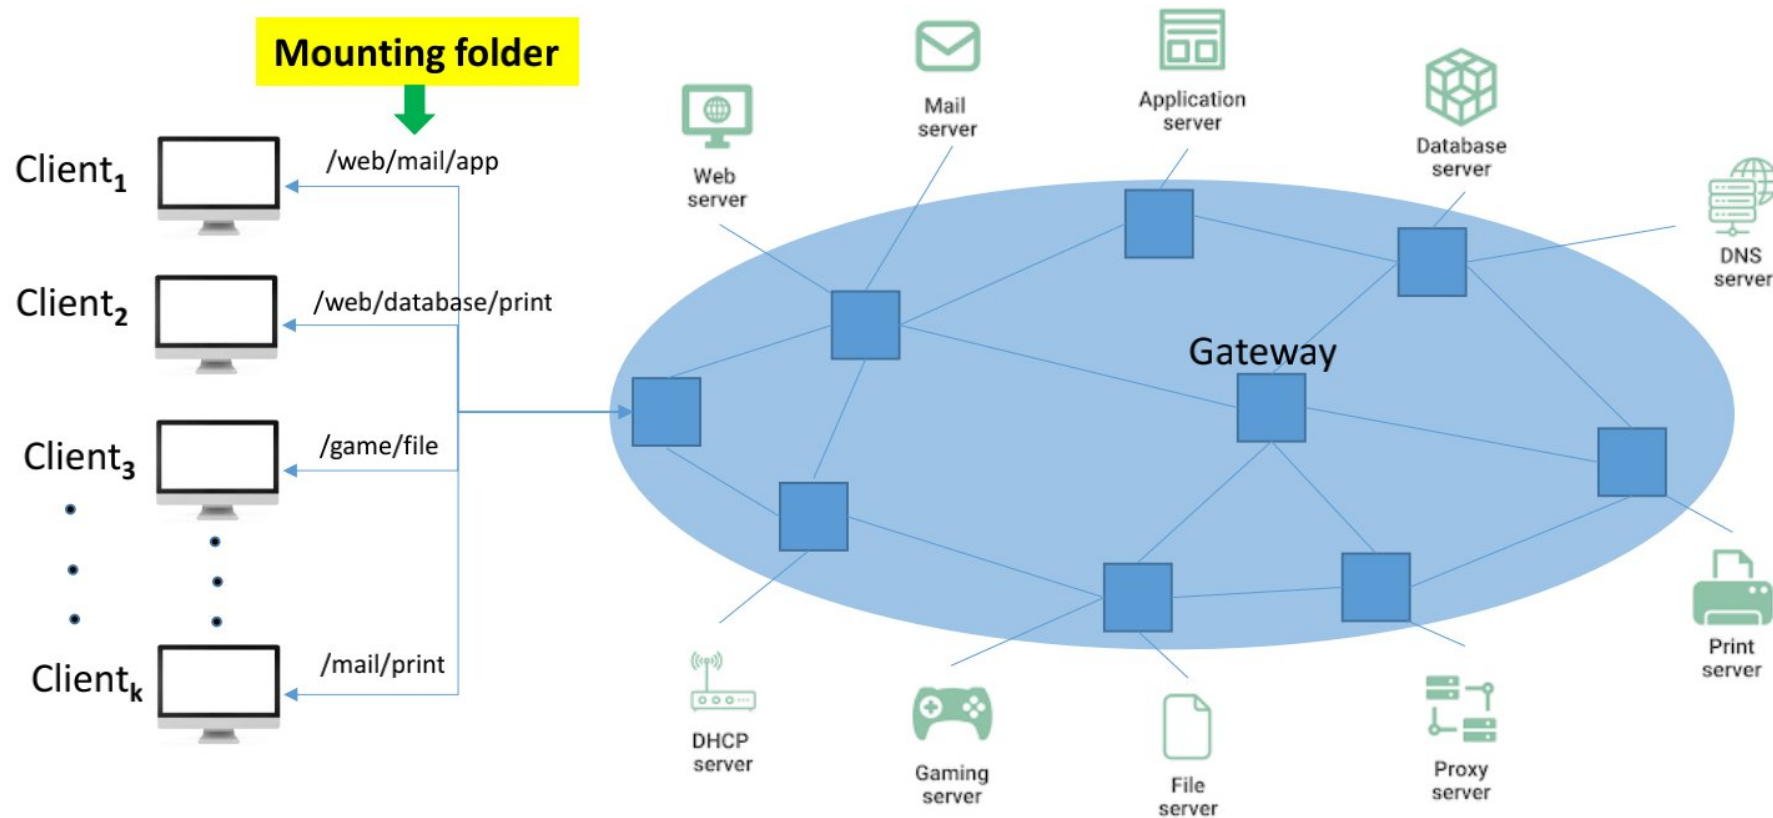 Mounting folder
Client1
/web/mail/app
Client2
/web/database/print
Client3
/game/file
Clientk
/mail/print
Web
server
Mail
server
Application
server
Database
server
DNS
server
Gateway
Print
server
DHCP
server
Gaming
server
File
server
Proxy
server